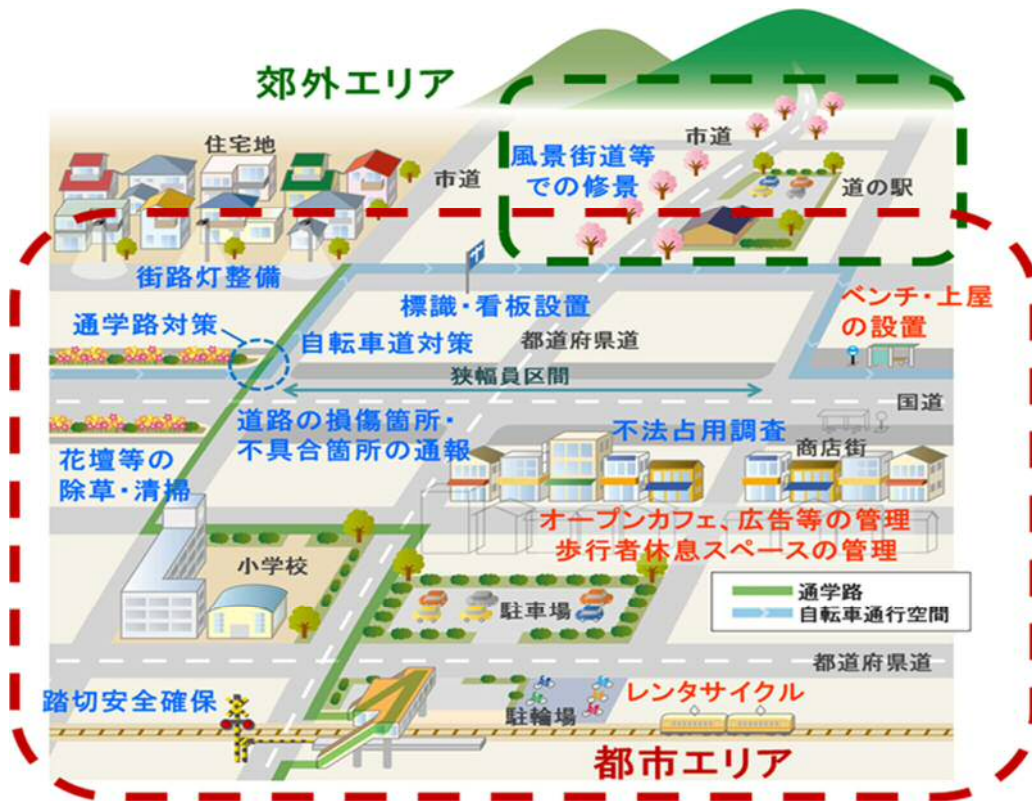 郊外エリア
住宅地
市道
市道
風景街道等
での修景
道の駅
街路灯整備
標識・看板設置
ベンチ・上屋
の設置
通学路対策
自転車道対策
都道府県道
狭幅員区間
国道
道路の損傷箇所・
不具合箇所の通報
不法占用調査
商店街
花壇等の
除草・清掃
オープンカフェ、広告等の管理
歩行者休息スペースの管理
小学校
通学路
自転車通行空間
駐車場
都道府県道
踏切安全確保
レンタサイクル
駐輪場
都市エリア